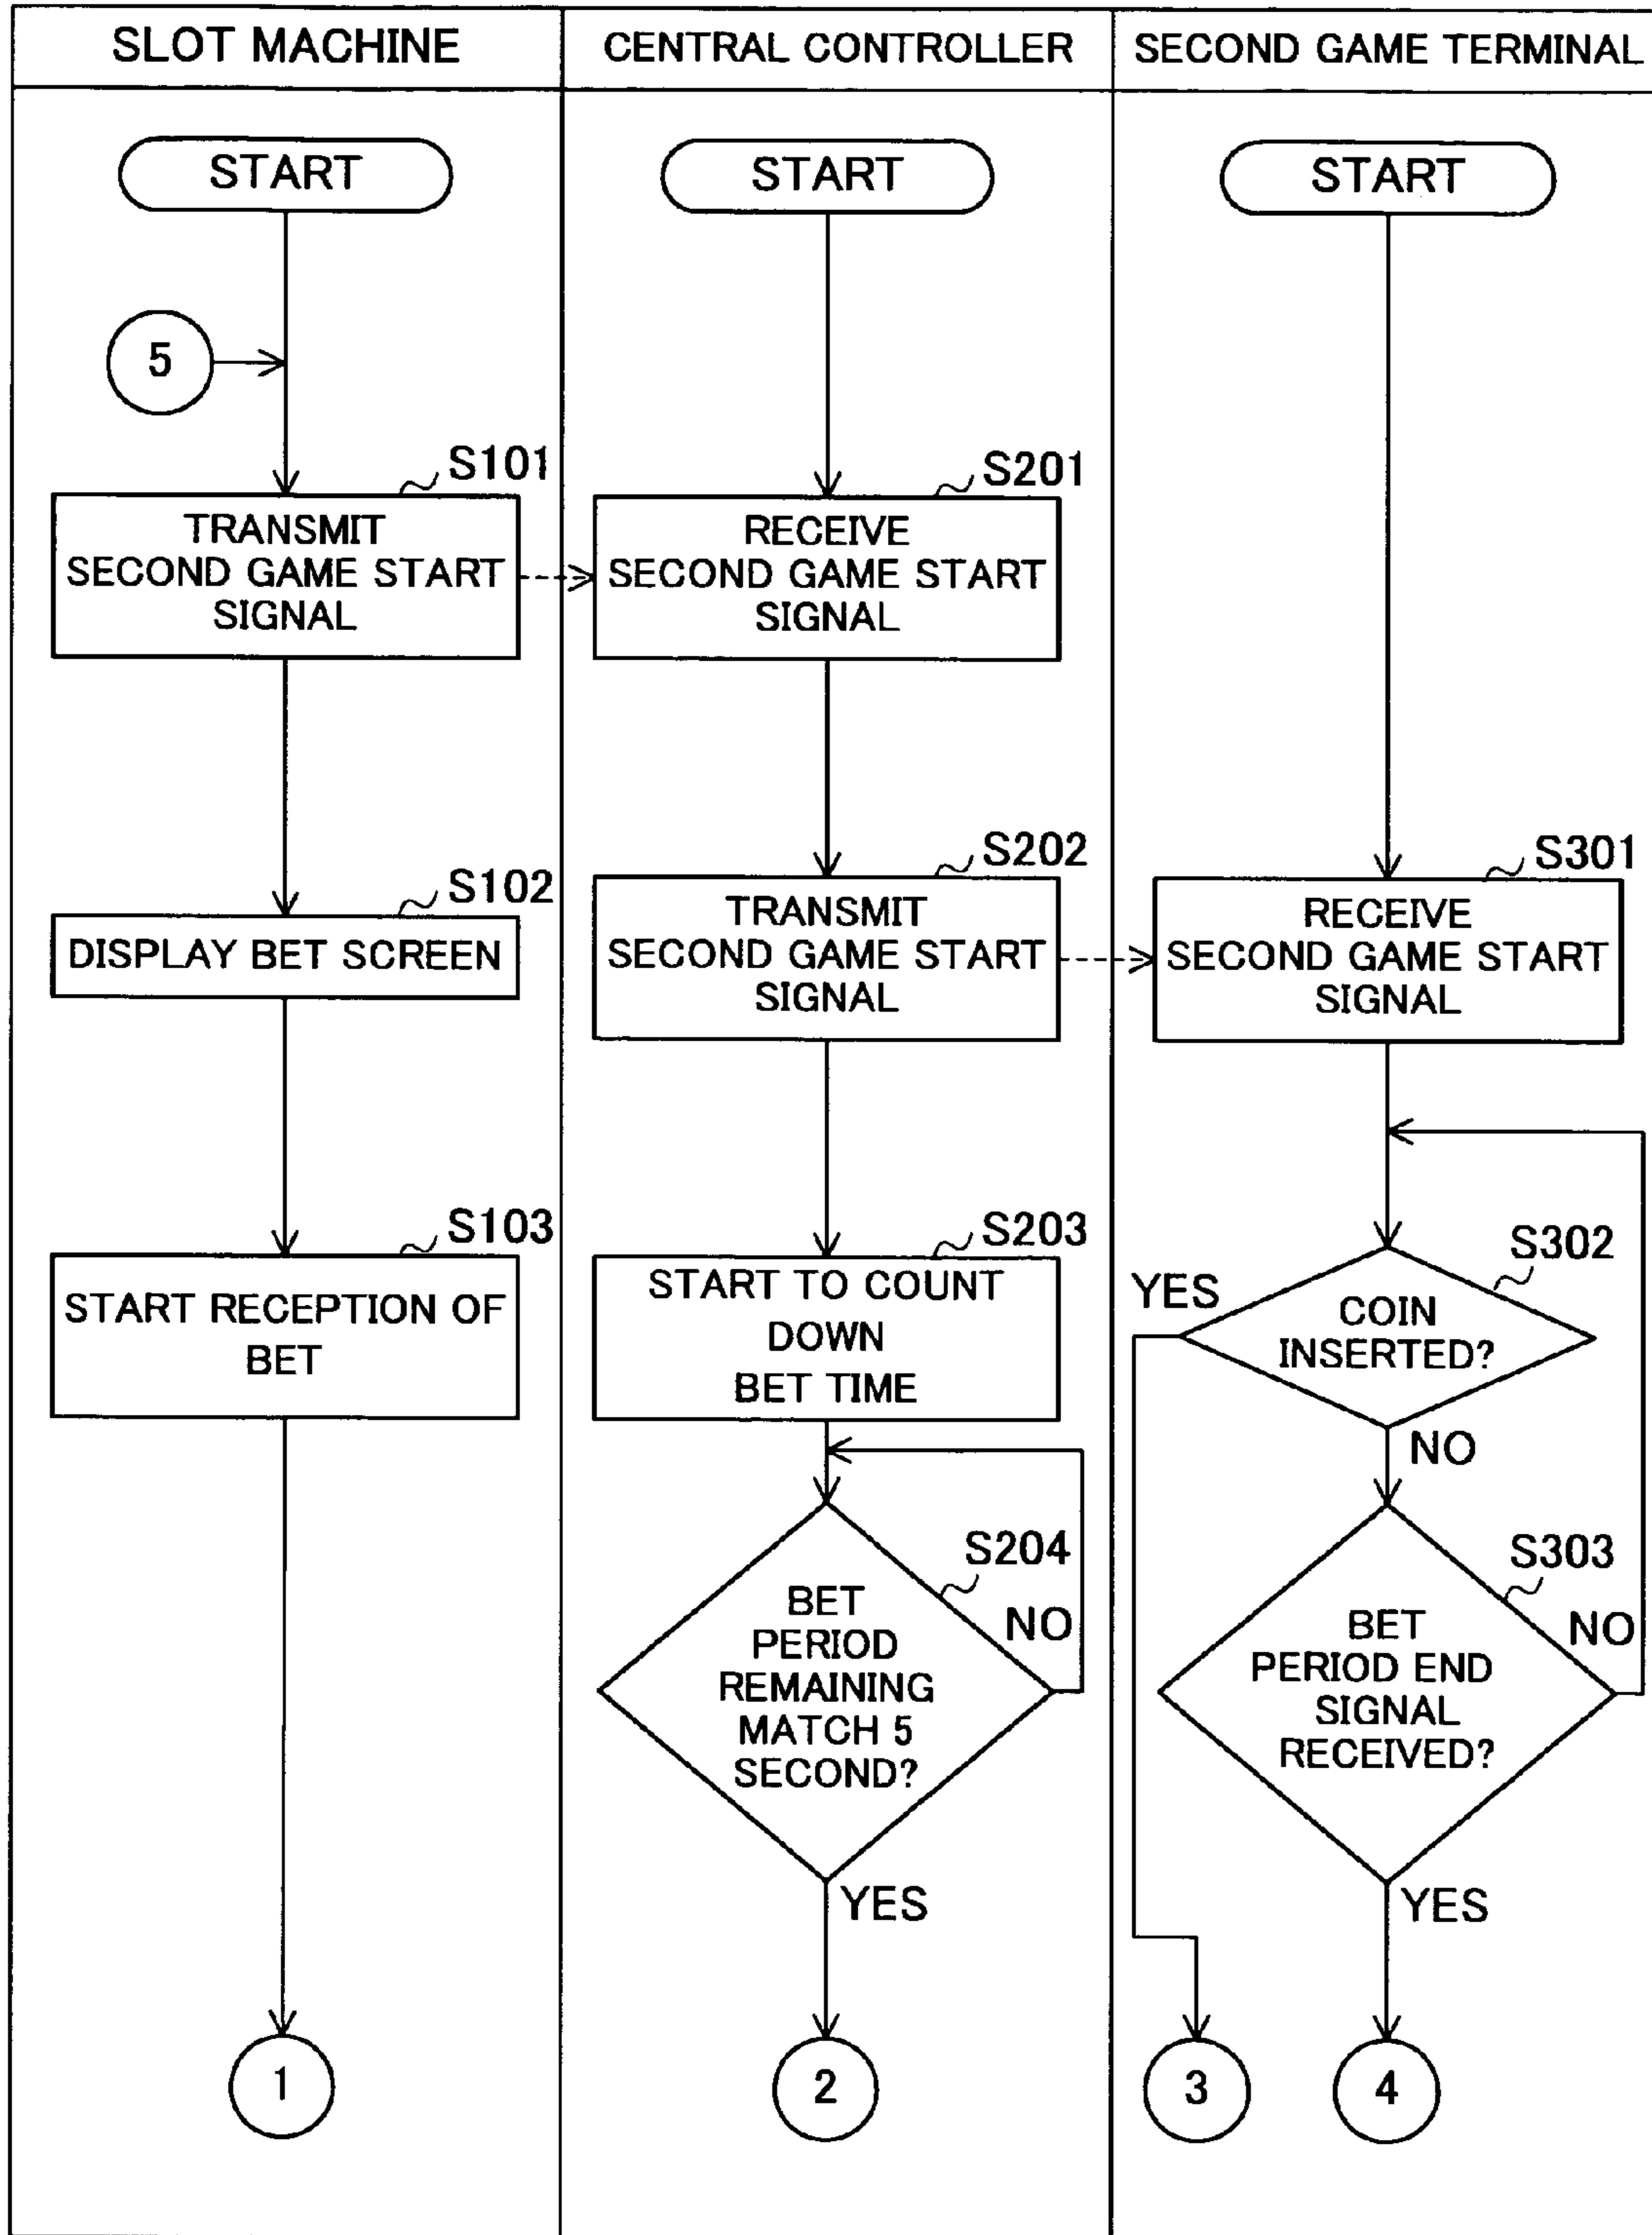 SLOT MACHINE
CENTRAL CONTROLLER
SECOND GAME TERMINAL
START
5
S101
TRANSMIT
SECOND GAME START
SIGNAL
S102
DISPLAY BET SCREEN
S103
START RECEPTION OF
BET
1
START
S201
RECEIVE
SECOND GAME START
SIGNAL
S202
TRANSMIT
SECOND GAME START
SIGNAL
S203
START TO COUNT
DOWN
BET TIME
S204
BET
PERIOD
REMAINING
MATCH 5
SECOND?
NO
YES
2
START
S301
RECEIVE
SECOND GAME START
SIGNAL
S302
COIN
INSERTED?
YES
NO
S303
BET
PERIOD END
SIGNAL
RECEIVED?
NO
YES
3
4